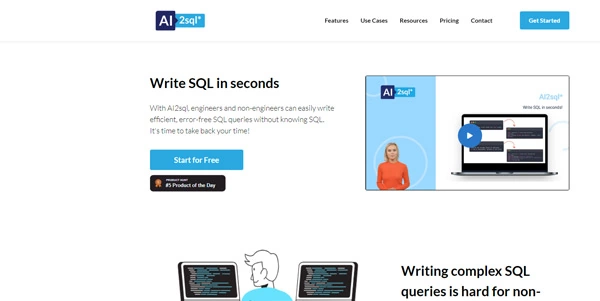 AI 2sql*
Features Use Cases Resources Pricing Contact Get Started
Write SQL in seconds
With AI2sql, engineers and non-engineers can easily write
efficient, error-free SQL queries without knowing SQL.
It's time to take back your time!
Start for Free
PRODUCT HUNT
#5 Product of the Day
AI 2sql*
AI2sql*
Write SQL in seconds!
Writing complex SQL
queries is hard for non-